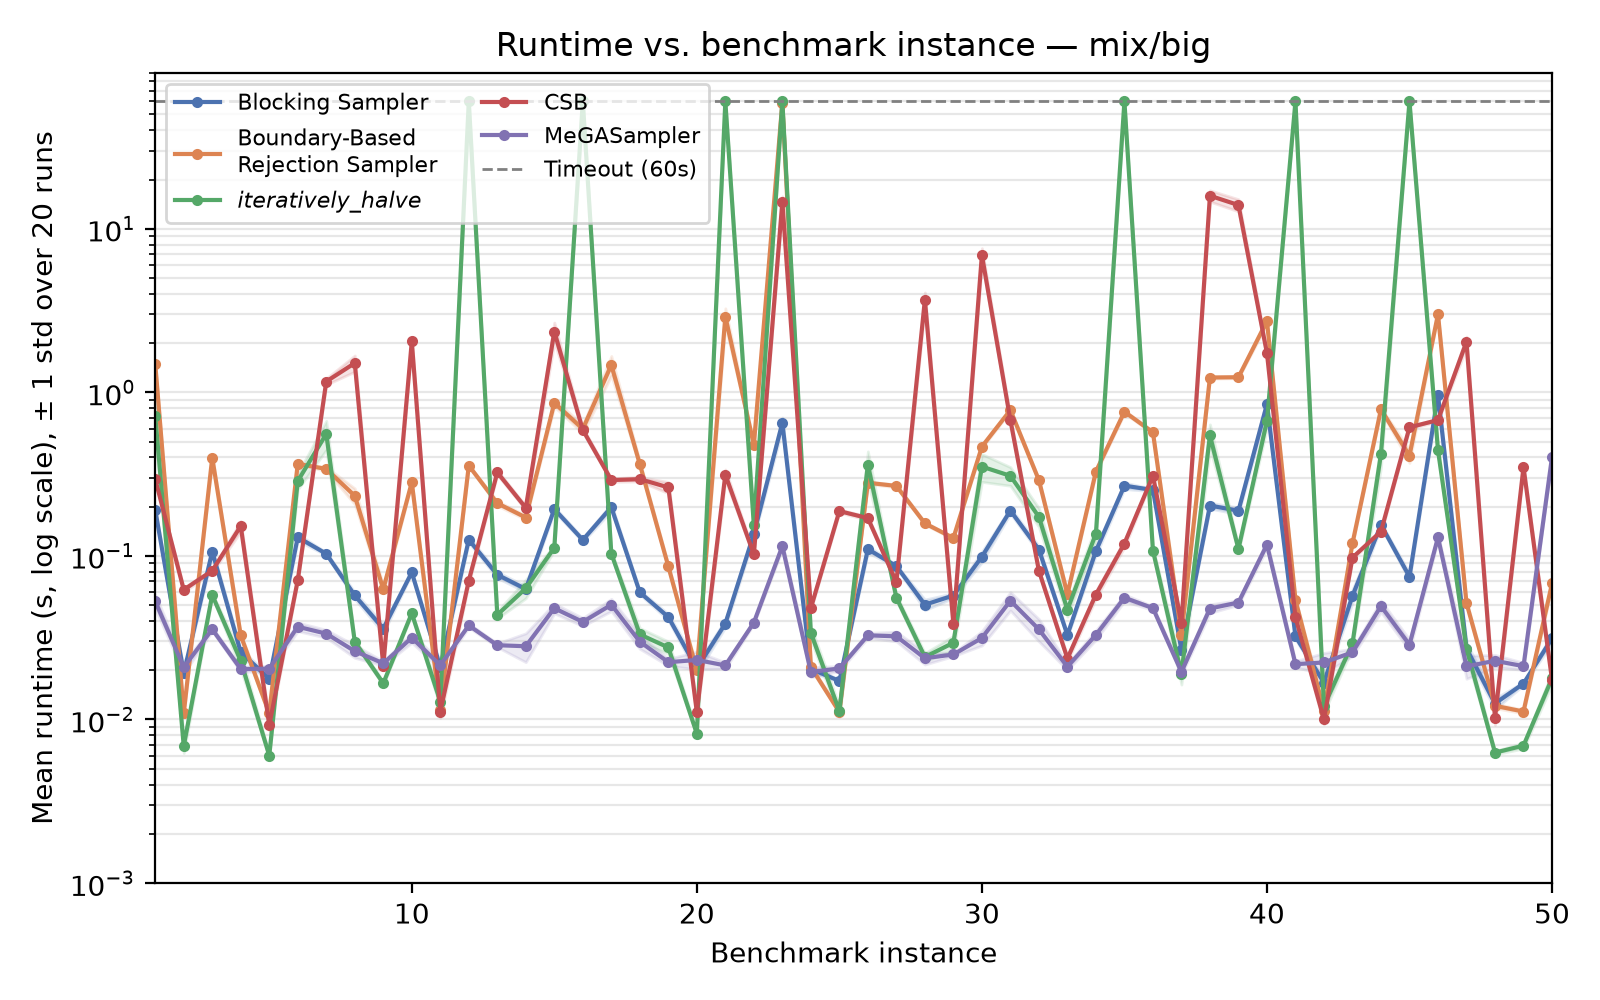 Runtime vs. benchmark instance — mix/big
Mean runtime (s, log scale), ± 1 std over 20 runs
Blocking Sampler
Boundary-Based
Rejection Sampler
iteratively_halve
CSB
MeGASampler
Timeout (60s)
10¹
10⁰
10⁻¹
10⁻²
10⁻³
10 20 30 40 50
Benchmark instance